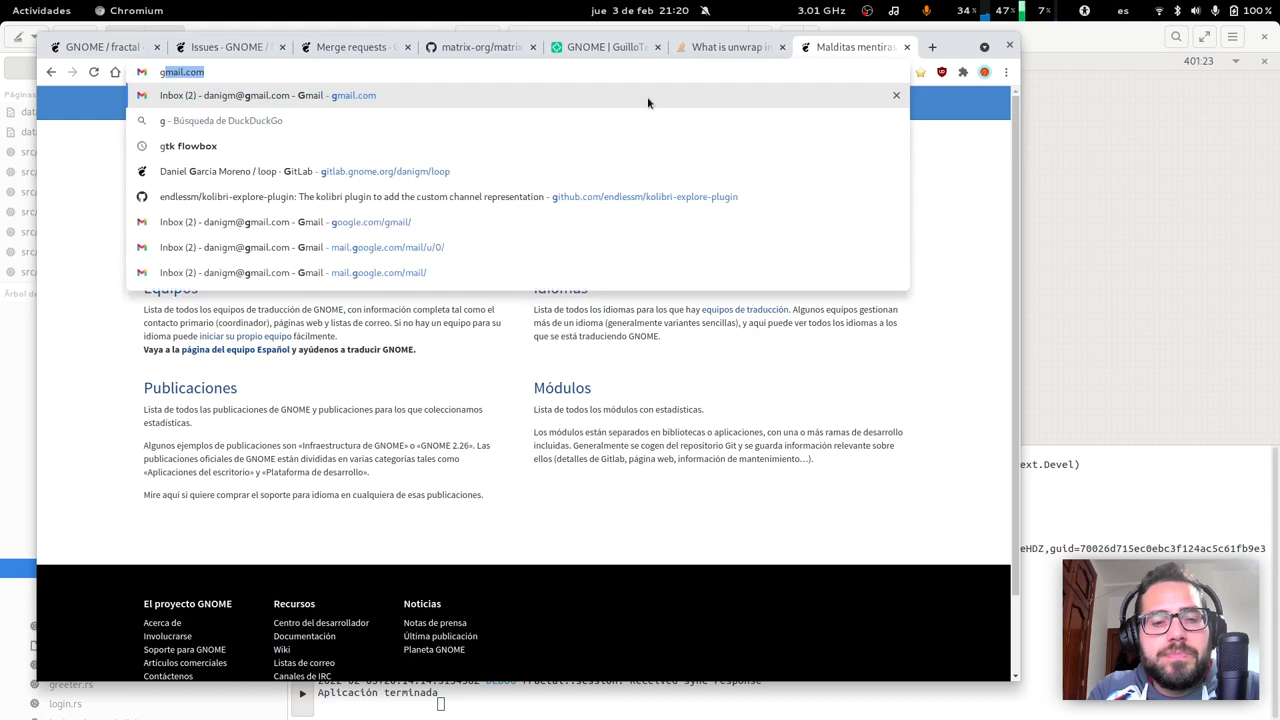 Actividades
Chromium
jue 3 de feb 21:20
3.01 GHz
34 %
47 %
0 %
es
100 %
GNOME / fractal ·
Issues · GNOME /
Merge requests · G
matrix-org/matrix
GNOME | GuilloTe
What is unwrap in
Malditas mentiras
gmail.com
401:23
Inbox (2) - danigm@gmail.com - Gmail - gmail.com
g - Búsqueda de DuckDuckGo
gtk flowbox
Daniel Garcia Moreno / loop · GitLab - gitlab.gnome.org/danigm/loop
endlessm/kolibri-explore-plugin: The kolibri plugin to add the custom channel representation - github.com/endlessm/kolibri-explore-plugin
Inbox (2) - danigm@gmail.com - Gmail - google.com/gmail/
Inbox (2) - danigm@gmail.com - Gmail - mail.google.com/mail/u/0/
Inbox (2) - danigm@gmail.com - Gmail - mail.google.com/mail/
Páginas
data
data
src/
src/
src/
src/
src/
src/
src/
Árbol de
Equipos
Lista de todos los equipos de traducción de GNOME, con información completa tal como el
contacto primario (coordinador), páginas web y listas de correo. Si no hay un equipo para su
idioma puede iniciar su propio equipo fácilmente.
Vaya a la página del equipo Español y ayúdenos a traducir GNOME.
Idiomas
Lista de todos los idiomas para los que hay equipos de traducción. Algunos equipos gestionan
más de un idioma (generalmente variantes sencillas), y aquí puede ver todos los idiomas a los
que se está traduciendo GNOME.
Publicaciones
Lista de todos las publicaciones de GNOME y publicaciones para los que coleccionamos
estadísticas.
Algunos ejemplos de publicaciones son «Infraestructura de GNOME» o «GNOME 2.26». Las
publicaciones oficiales de GNOME están divididas en varias categorías tales como
«Aplicaciones del escritorio» y «Plataforma de desarrollo».
Mire aquí si quiere comprar el soporte para idioma en cualquiera de esas publicaciones.
Módulos
Lista de todos los módulos con estadísticas.
Los módulos están separados en bibliotecas o aplicaciones, con una o más ramas de desarrollo
incluidas. Generalmente se cogen del repositorio Git y se guarda información relevante sobre
ellos (detalles de Gitlab, página web, información de mantenimiento…).
ext.Devel)
eHDZ,guid=70026d715ec0ebc3f124ac5c61fb9e3
El proyecto GNOME
Acerca de
Involucrarse
Soporte para GNOME
Artículos comerciales
Contáctenos
Recursos
Centro del desarrollador
Documentación
Wiki
Listas de correo
Canales de IRC
Noticias
Notas de prensa
Última publicación
Planeta GNOME
greeter.rs
login.rs
Aplicación terminada